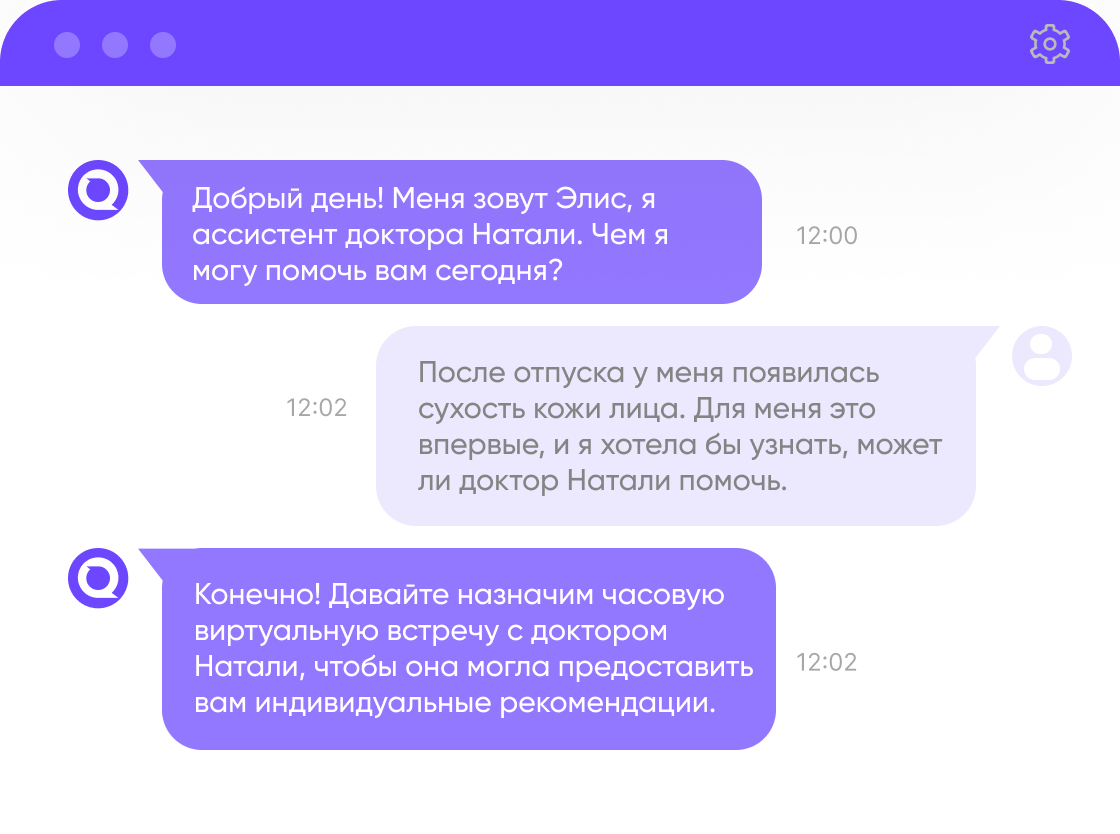 Добрый день! Меня зовут Элис, я
ассистент доктора Натали. Чем я
могу помочь вам сегодня?
12:00
После отпуска у меня появилась
сухость кожи лица. Для меня это
впервые, и я хотела бы узнать, может
ли доктор Натали помочь.
12:02
Конечно! Давайте назначим часовую
виртуальную встречу с доктором
Натали, чтобы она могла предоставить
вам индивидуальные рекомендации.
12:02